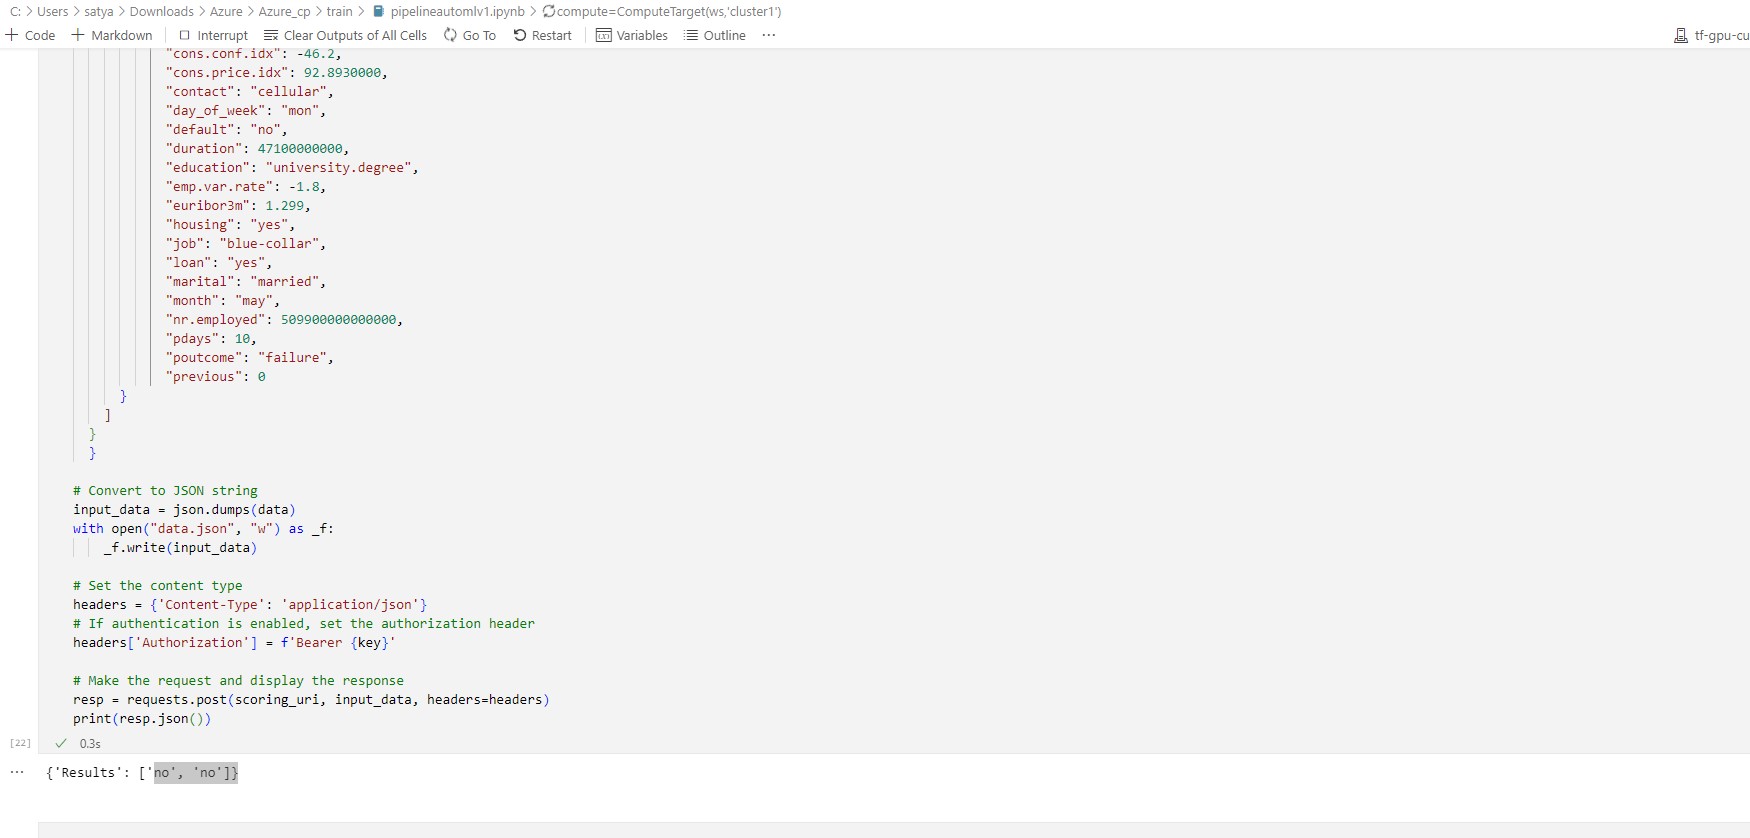 C: > Users > satya > Downloads > Azure > Azure_cp > train > pipelineautomlv1.ipynb > compute=ComputeTarget(ws,'cluster1')
+ Code + Markdown Interrupt Clear Outputs of All Cells Go To Restart Variables Outline ··· tf-gpu-cu
"cons.conf.idx": -46.2,
"cons.price.idx": 92.8930000,
"contact": "cellular",
"day_of_week": "mon",
"default": "no",
"duration": 47100000000,
"education": "university.degree",
"emp.var.rate": -1.8,
"euribor3m": 1.299,
"housing": "yes",
"job": "blue-collar",
"loan": "yes",
"marital": "married",
"month": "may",
"nr.employed": 509900000000000,
"pdays": 10,
"poutcome": "failure",
"previous": 0
}
]
}
}
# Convert to JSON string
input_data = json.dumps(data)
with open("data.json", "w") as _f:
_f.write(input_data)
# Set the content type
headers = {'Content-Type': 'application/json'}
# If authentication is enabled, set the authorization header
headers['Authorization'] = f'Bearer {key}'
# Make the request and display the response
resp = requests.post(scoring_uri, input_data, headers=headers)
print(resp.json())
[22] ✓ 0.3s
··· {'Results': ['no', 'no']}